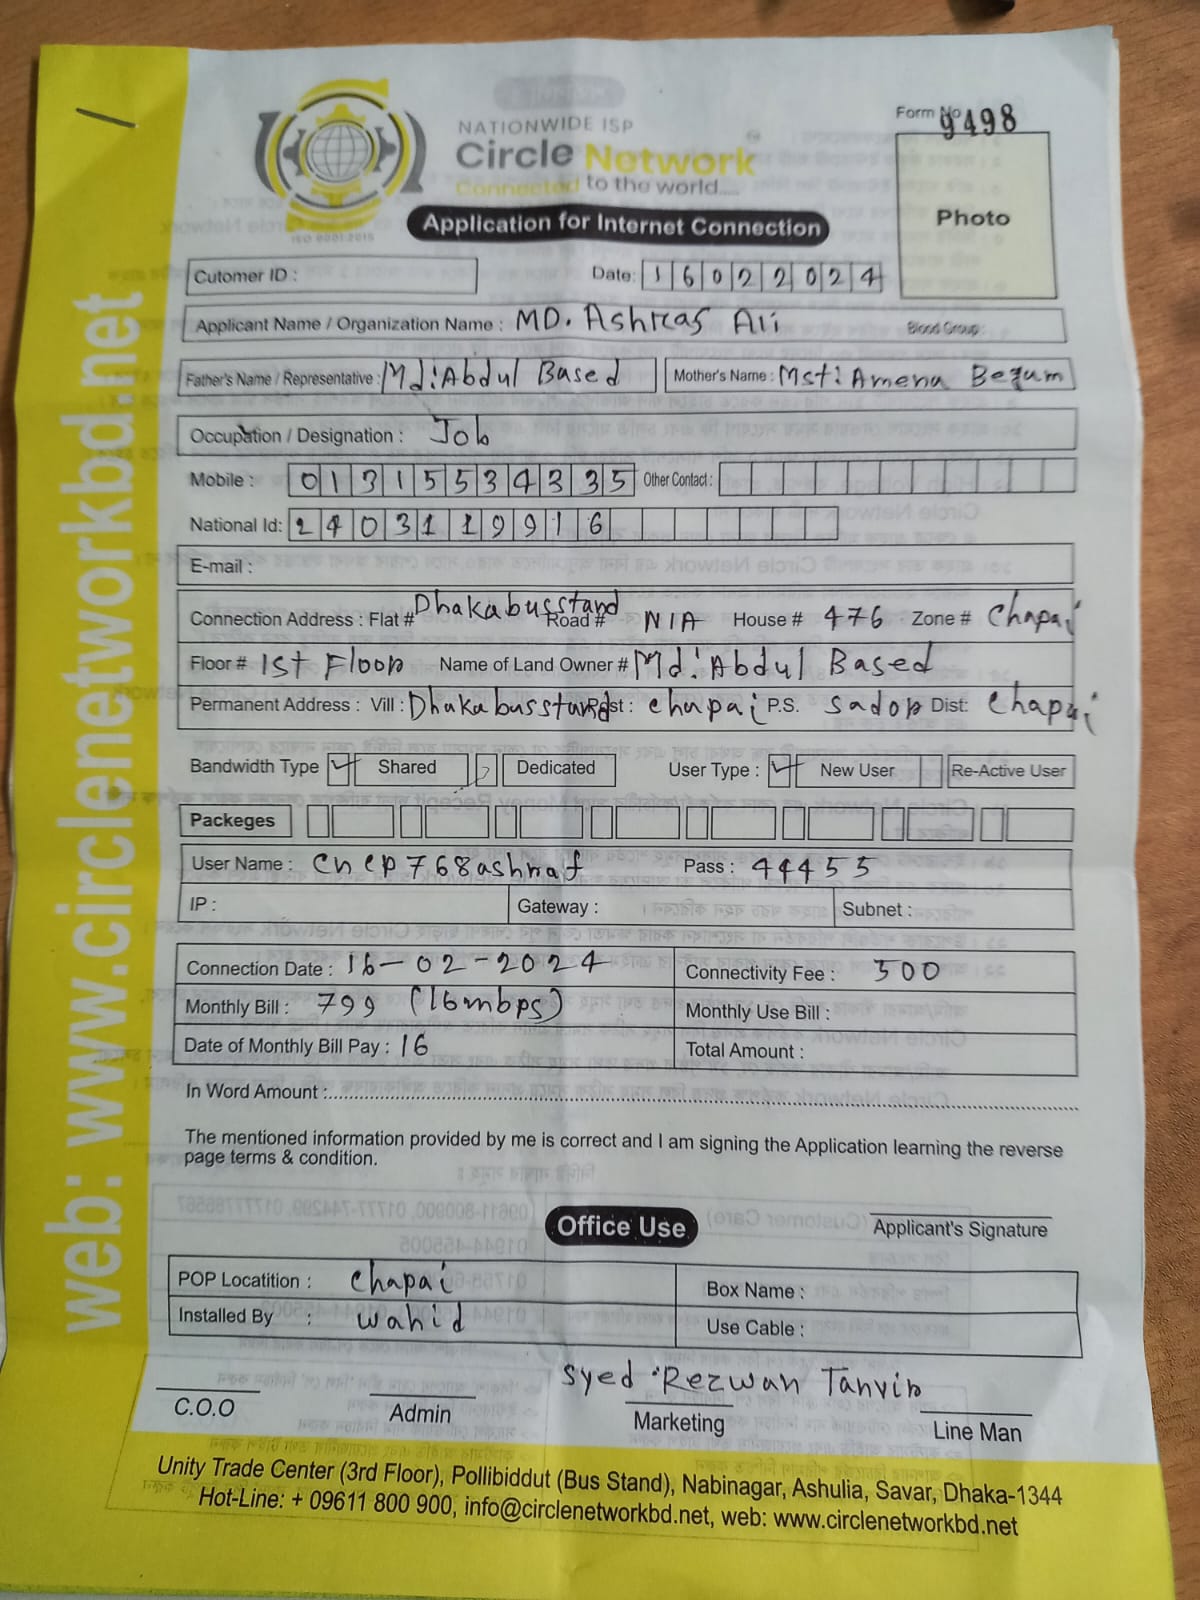 web: www.circlenetworkbd.net
NATIONWIDE ISP
Circle Network
Connected to the world.....
ISO 9001:2015
Form No 9498
Photo
Application for Internet Connection
Cutomer ID :
Date: 16022024
Applicant Name / Organization Name : MD. Ashraf Ali Blood Group:
Father's Name / Representative : Md: Abdul Based Mother's Name : Mst: Amena Begum
Occupation / Designation : Job
Mobile : 01315534335 Other Contact :
National Id: 2403119916
E-mail :
Connection Address : Flat # Dhakabusstand Road # N/A House # 476 Zone # Chapai
Floor # 1st Floor Name of Land Owner # Md: Abdul Based
Permanent Address : Vill : Dhakabusstand Post : Chapai P.S. Sador Dist: Chapai
Bandwidth Type Shared Dedicated User Type : New User Re-Active User
Packeges
User Name : chcp768ashraf Pass : 44455
IP : Gateway : Subnet :
Connection Date : 16-02-2024 Connectivity Fee : 500
Monthly Bill : 799 (16mbps) Monthly Use Bill :
Date of Monthly Bill Pay : 16 Total Amount :
In Word Amount :
The mentioned information provided by me is correct and I am signing the Application learning the reverse
page terms & condition.
Applicant's Signature
Office Use
POP Locatition : Chapai Box Name :
Installed By : Wahid Use Cable :
Syed Rezwan Tanvir
C.O.O Admin Marketing Line Man
Unity Trade Center (3rd Floor), Pollibiddut (Bus Stand), Nabinagar, Ashulia, Savar, Dhaka-1344
Hot-Line: + 09611 800 900, info@circlenetworkbd.net, web: www.circlenetworkbd.net